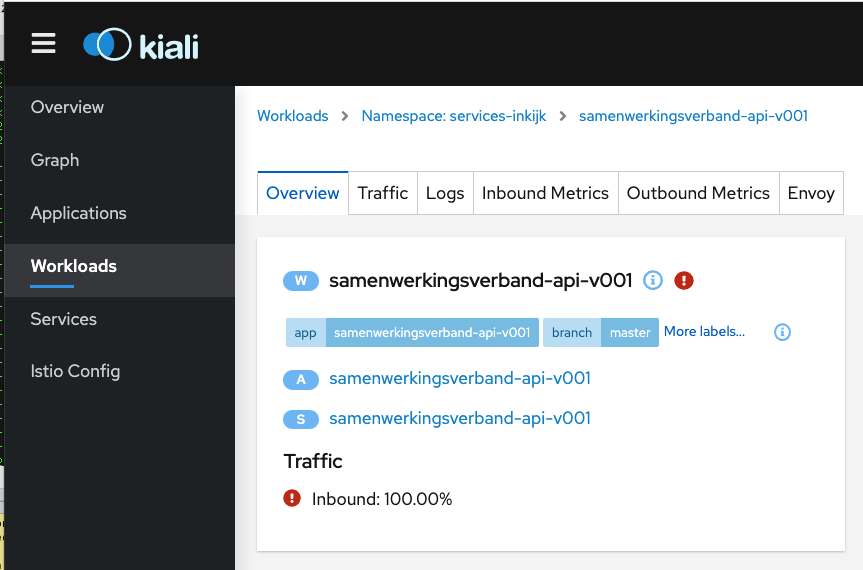 kiali
Overview
Graph
Applications
Workloads
Services
Istio Config
Workloads > Namespace: services-inkijk > samenwerkingsverband-api-v001
Overview Traffic Logs Inbound Metrics Outbound Metrics Envoy
W samenwerkingsverband-api-v001
app samenwerkingsverband-api-v001 branch master More labels...
A samenwerkingsverband-api-v001
S samenwerkingsverband-api-v001
Traffic
Inbound: 100.00%